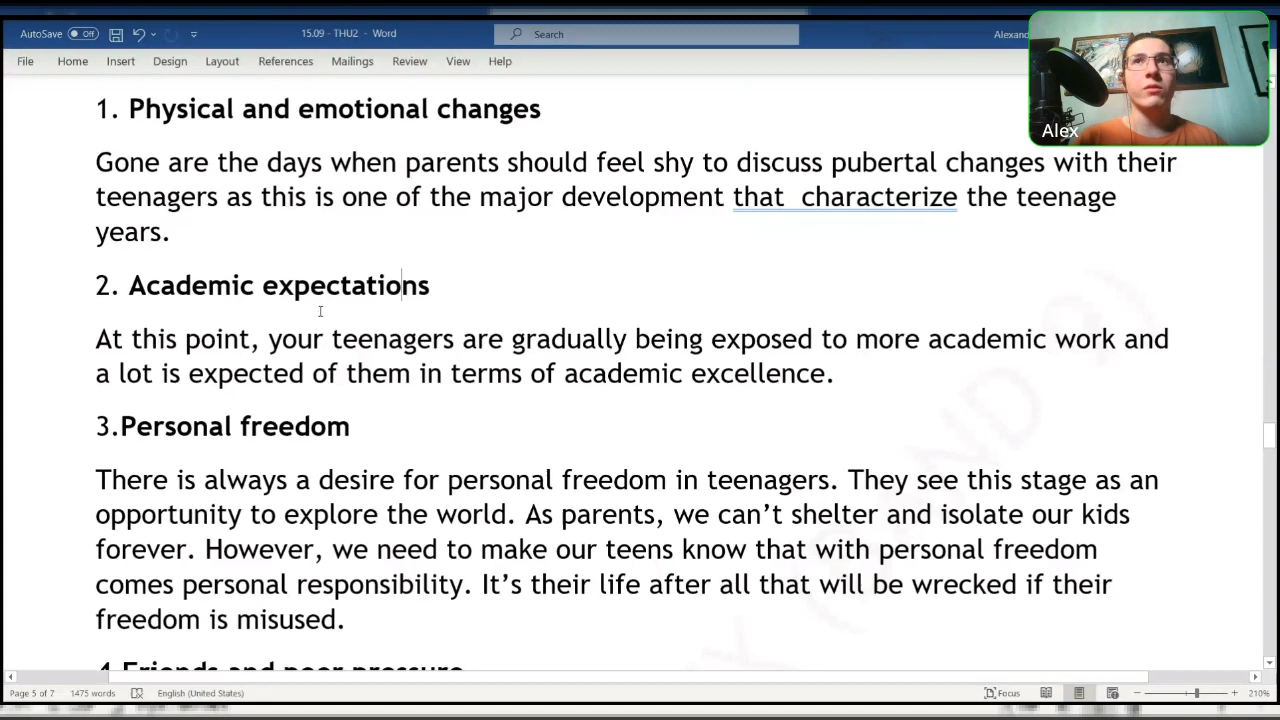 AutoSave Off 15.09 - THU2 - Word Search
File Home Insert Design Layout References Mailings Review View Help
Alex
1. Physical and emotional changes
Gone are the days when parents should feel shy to discuss pubertal changes with their
teenagers as this is one of the major development that characterize the teenage
years.
2. Academic expectations
At this point, your teenagers are gradually being exposed to more academic work and
a lot is expected of them in terms of academic excellence.
3.Personal freedom
There is always a desire for personal freedom in teenagers. They see this stage as an
opportunity to explore the world. As parents, we can't shelter and isolate our kids
forever. However, we need to make our teens know that with personal freedom
comes personal responsibility. It's their life after all that will be wrecked if their
freedom is misused.
4.Friends and peer pressure
Page 5 of 7 1475 words English (United States) Focus 210%